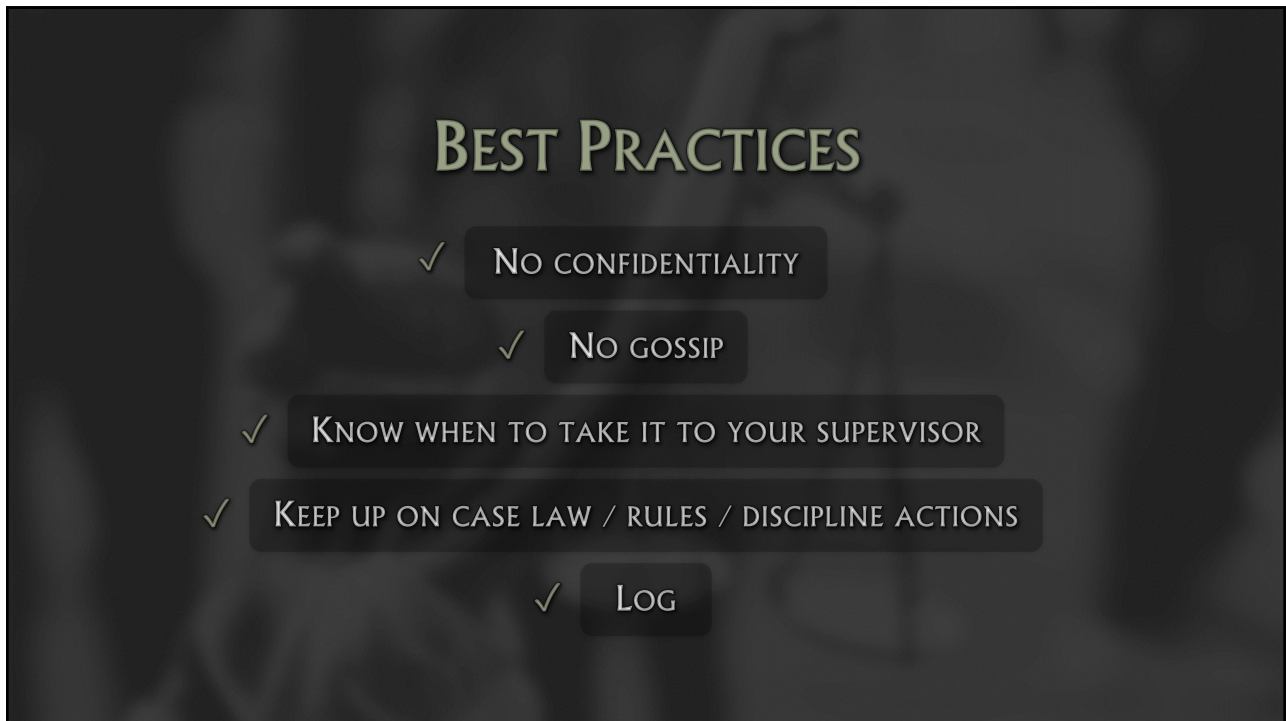 Best Practices
✓ No confidentiality
✓ No gossip
✓ Know when to take it to your supervisor
✓ Keep up on case law / rules / discipline actions
✓ Log